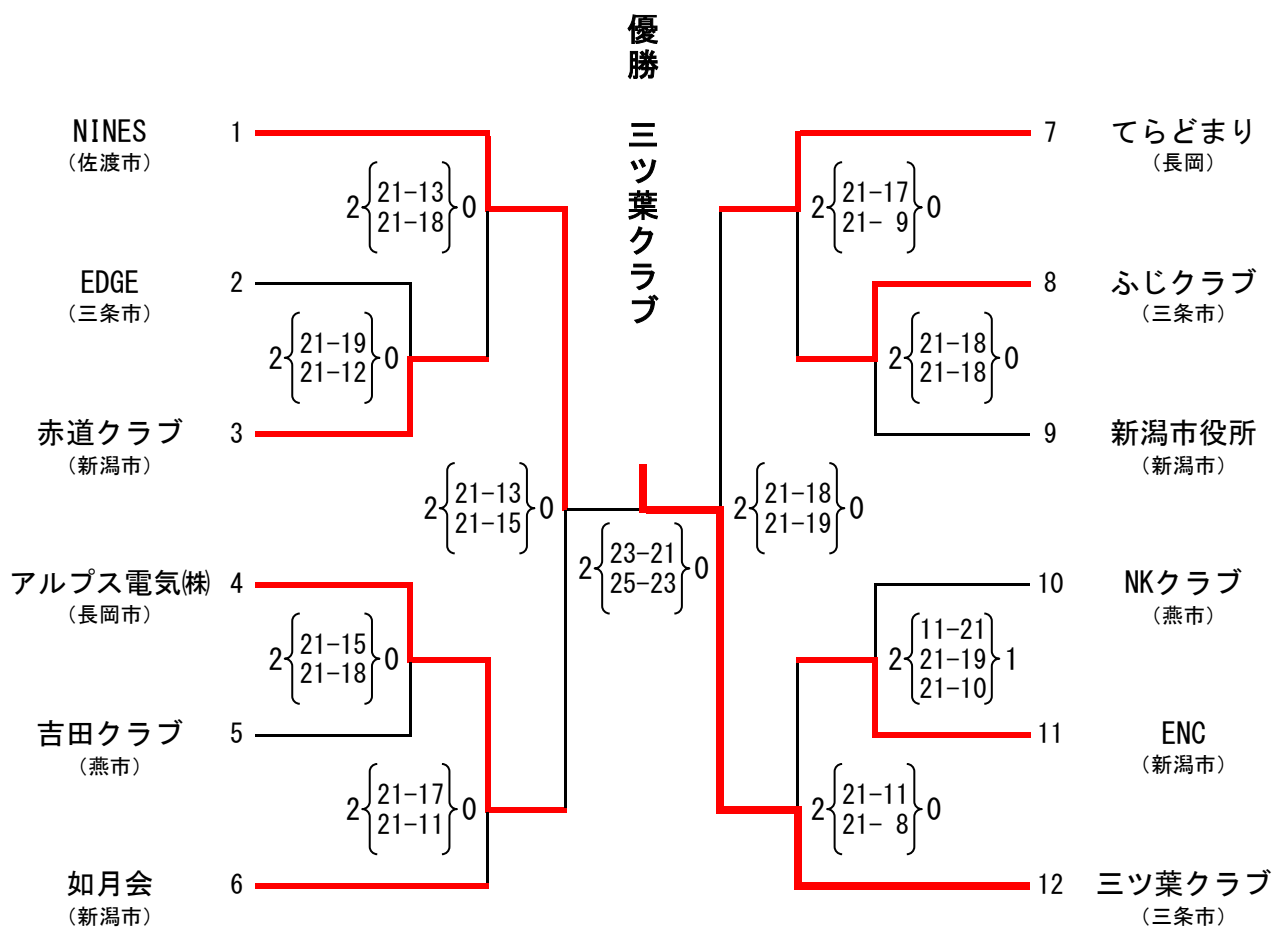 優勝 三ツ葉クラブ
NINES 1
(佐渡市)
2 21-13 0
21-18
EDGE 2
(三条市)
2 21-19 0
21-12
赤道クラブ 3
(新潟市)
2 21-13 0
21-15
アルプス電気㈱ 4
(長岡市)
2 21-15 0
21-18
吉田クラブ 5
(燕市)
2 21-17 0
21-11
如月会 6
(新潟市)
2 23-21 0
25-23
7 てらどまり
(長岡)
2 21-17 0
21- 9
8 ふじクラブ
(三条市)
2 21-18 0
21-18
9 新潟市役所
(新潟市)
2 21-18 0
21-19
10 NKクラブ
(燕市)
11-21
2 21-19 1
21-10
11 ENC
(新潟市)
2 21-11 0
21- 8
12 三ツ葉クラブ
(三条市)